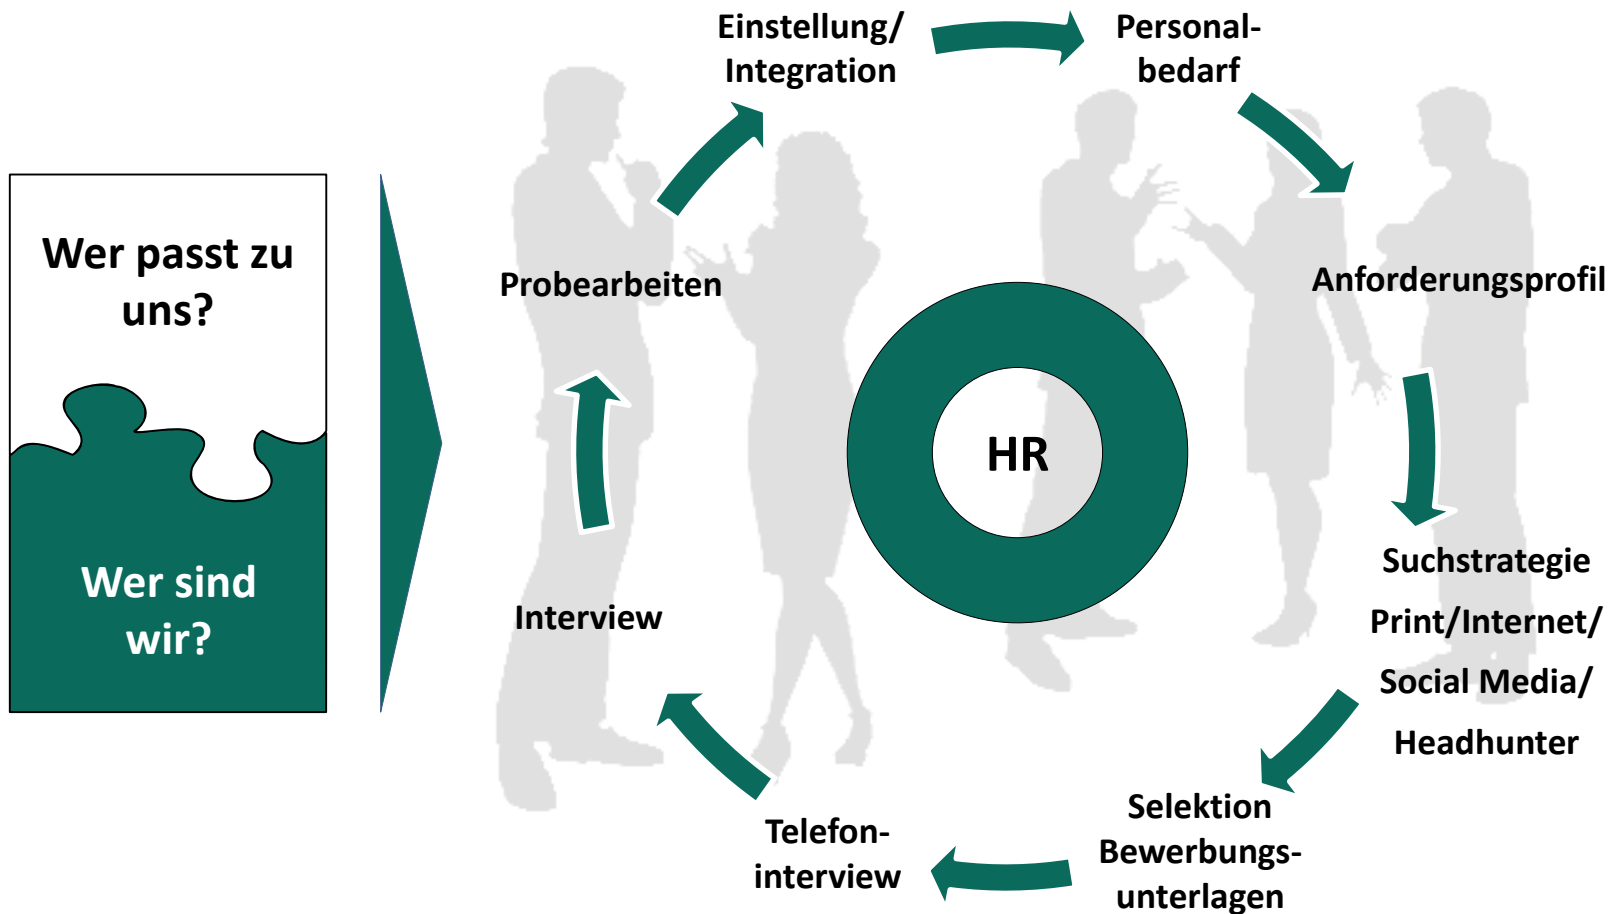 Wer passt zu
uns?
Wer sind
wir?
Einstellung/
Integration
Personal-
bedarf
Anforderungsprofil
Suchstrategie
Print/Internet/
Social Media/
Headhunter
Selektion
Bewerbungs-
unterlagen
Telefon-
interview
Interview
Probearbeiten
HR